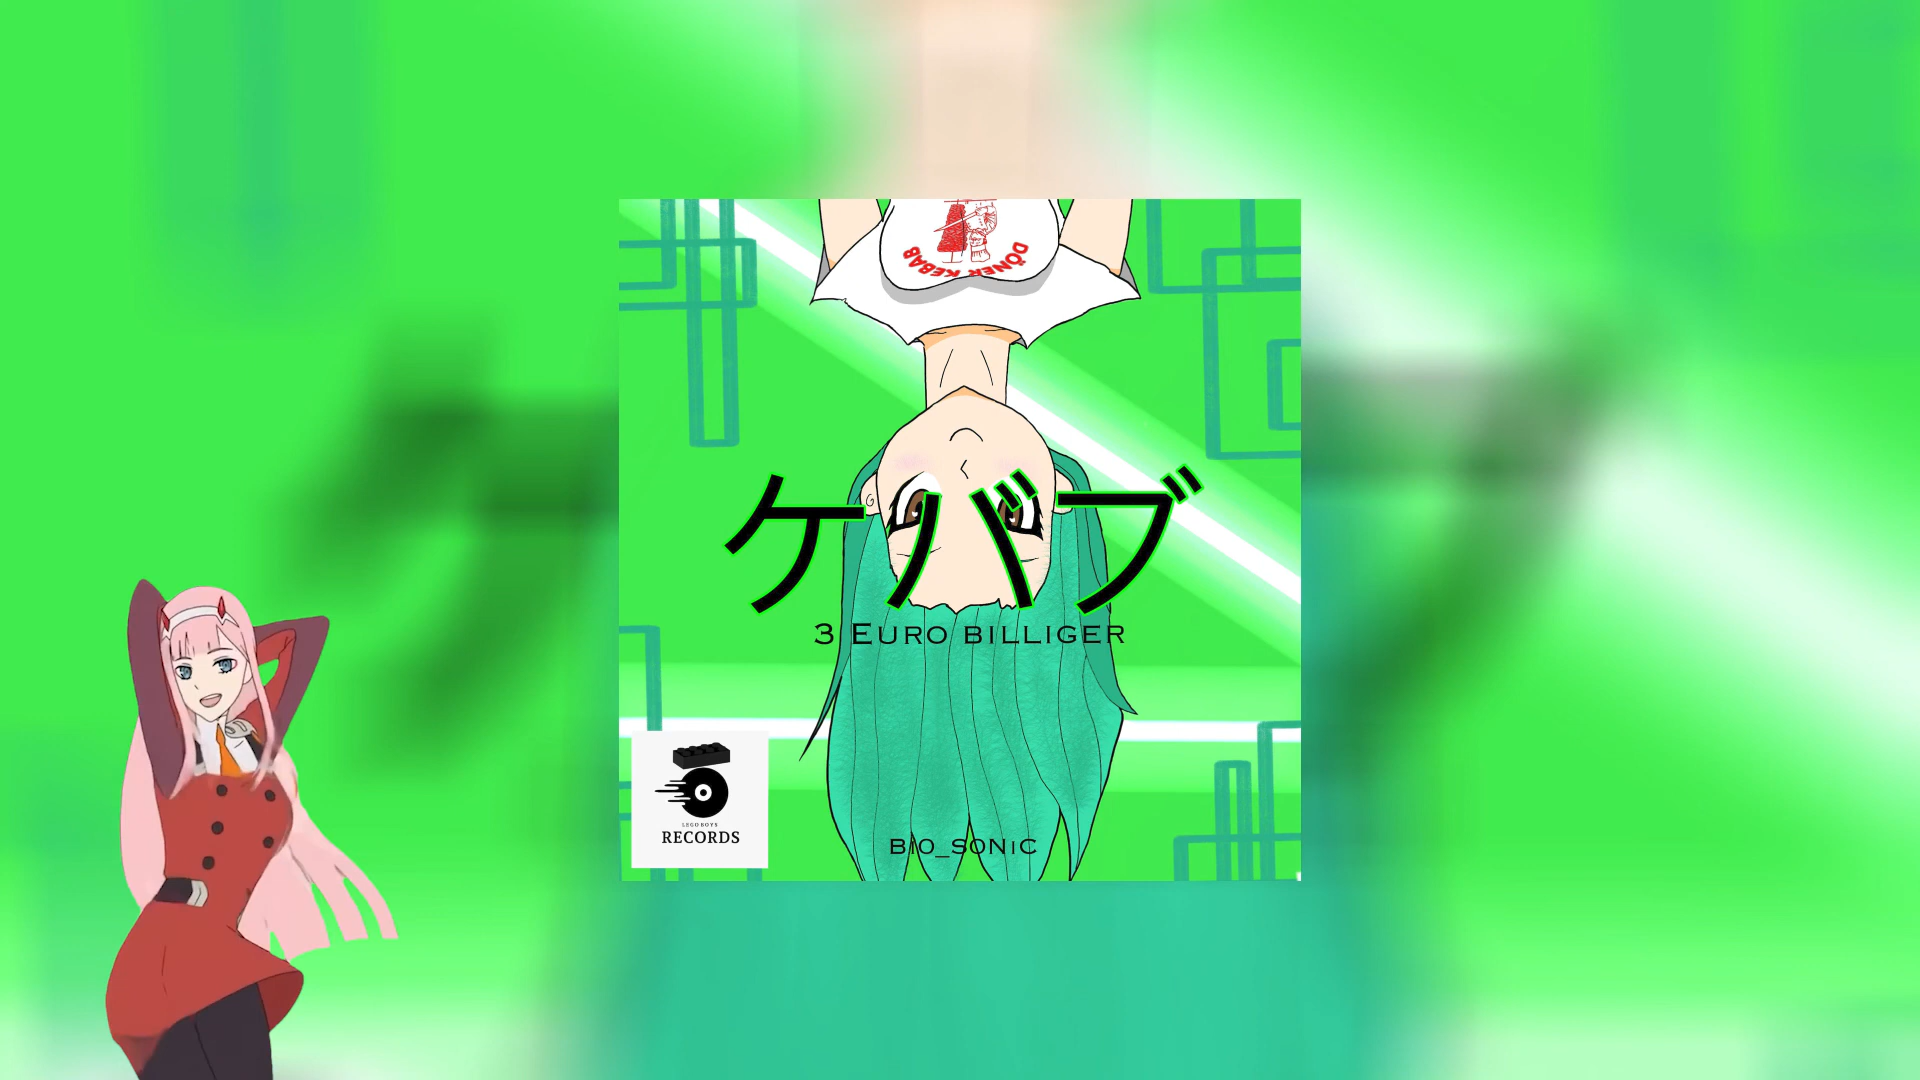 DÖNER KEBAB
ケバブ
3 Euro billiger
LEGO BOYS
RECORDS
BIO_SONIC